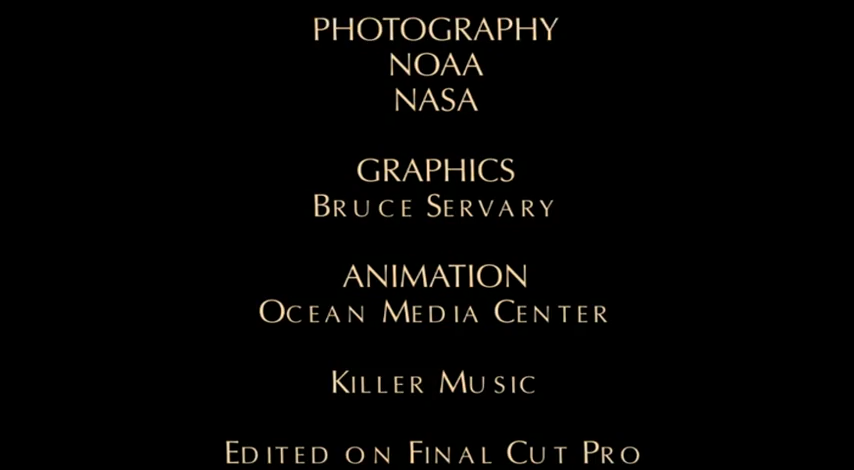 PHOTOGRAPHY
NOAA
NASA
GRAPHICS
BRUCE SERVARY
ANIMATION
OCEAN MEDIA CENTER
KILLER MUSIC
EDITED ON FINAL CUT PRO